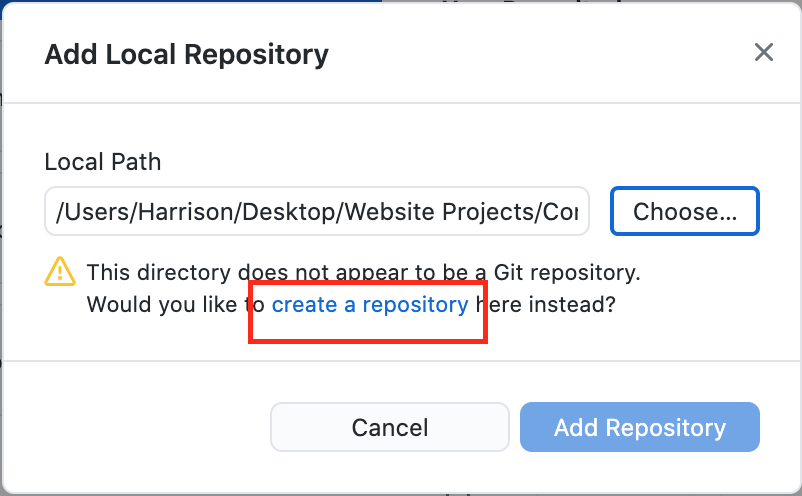 Add Local Repository
Local Path
/Users/Harrison/Desktop/Website Projects/Cor
Choose...
This directory does not appear to be a Git repository.
Would you like to create a repository here instead?
Cancel
Add Repository